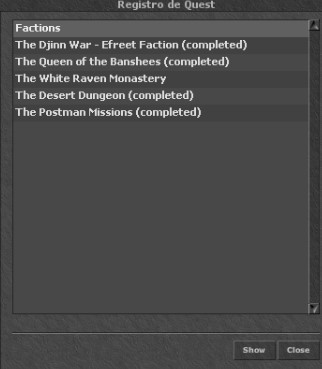 Registro de Quest
Factions
The Djinn War - Efreet Faction (completed)
The Queen of the Banshees (completed)
The White Raven Monastery
The Desert Dungeon (completed)
The Postman Missions (completed)
Show
Close